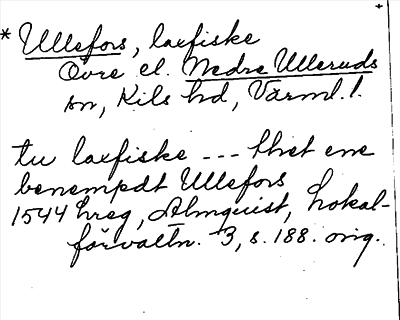 * Ullefors, laxfiske
Övre el. Nedre Ulleruds
sn, Kils hd, Värml. l.
tu laxfiske --- thet ene
benempdt Ullefors
1544 hreg, Almquist, Lokal-
förvaltn. 3, s. 188. orig.